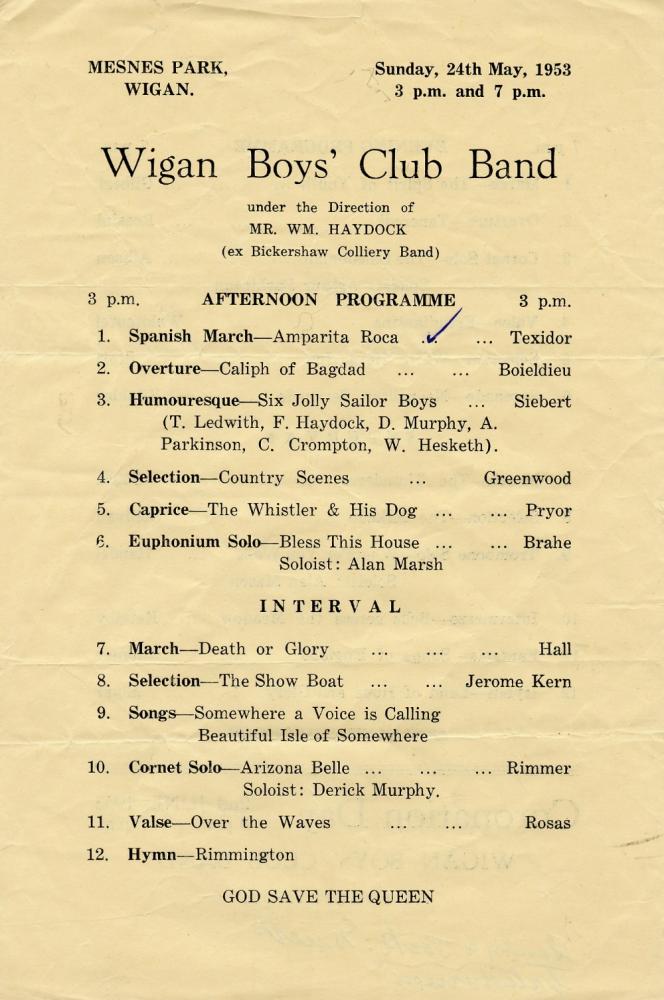 MESNES PARK, WIGAN.
Sunday, 24th May, 1953
3 p.m. and 7 p.m.
Wigan Boys' Club Band
under the Direction of
MR. WM. HAYDOCK
(ex Bickershaw Colliery Band)
3 p.m. AFTERNOON PROGRAMME 3 p.m.
1. Spanish March—Amparita Roca ... ... Texidor
2. Overture—Caliph of Bagdad ... ... Boieldieu
3. Humouresque—Six Jolly Sailor Boys ... Siebert
(T. Ledwith, F. Haydock, D. Murphy, A.
Parkinson, C. Crompton, W. Hesketh).
4. Selection—Country Scenes ... Greenwood
5. Caprice—The Whistler & His Dog ... ... Pryor
6. Euphonium Solo—Bless This House ... ... Brahe
Soloist: Alan Marsh
INTERVAL
7. March—Death or Glory ... ... ... Hall
8. Selection—The Show Boat ... ... Jerome Kern
9. Songs—Somewhere a Voice is Calling
Beautiful Isle of Somewhere
10. Cornet Solo—Arizona Belle ... ... ... Rimmer
Soloist: Derick Murphy.
11. Valse—Over the Waves ... ... Rosas
12. Hymn—Rimmington
GOD SAVE THE QUEEN